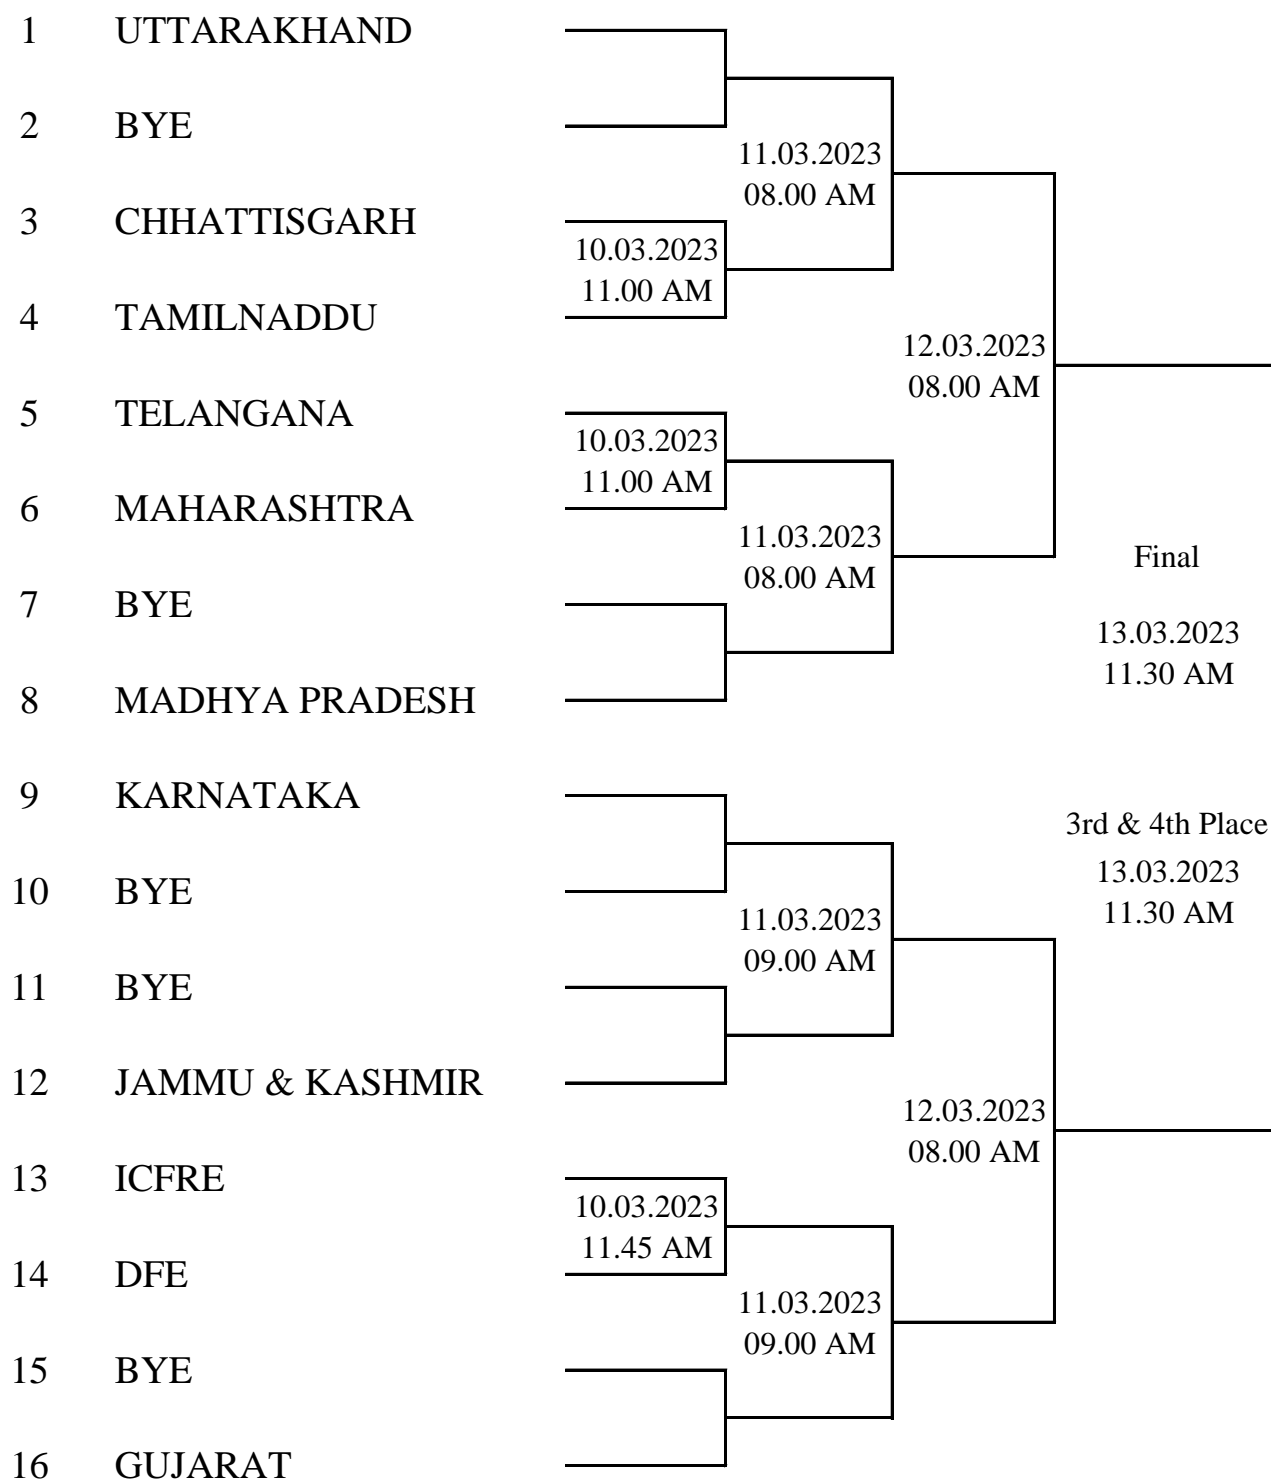 1 UTTARAKHAND
2 BYE
11.03.2023
08.00 AM
3 CHHATTISGARH
10.03.2023
11.00 AM
4 TAMILNADDU
12.03.2023
08.00 AM
5 TELANGANA
10.03.2023
11.00 AM
6 MAHARASHTRA
11.03.2023
08.00 AM
Final
7 BYE
13.03.2023
11.30 AM
8 MADHYA PRADESH
9 KARNATAKA
3rd & 4th Place
13.03.2023
11.30 AM
10 BYE
11.03.2023
09.00 AM
11 BYE
12 JAMMU & KASHMIR
12.03.2023
08.00 AM
13 ICFRE
10.03.2023
11.45 AM
14 DFE
11.03.2023
09.00 AM
15 BYE
16 GUJARAT